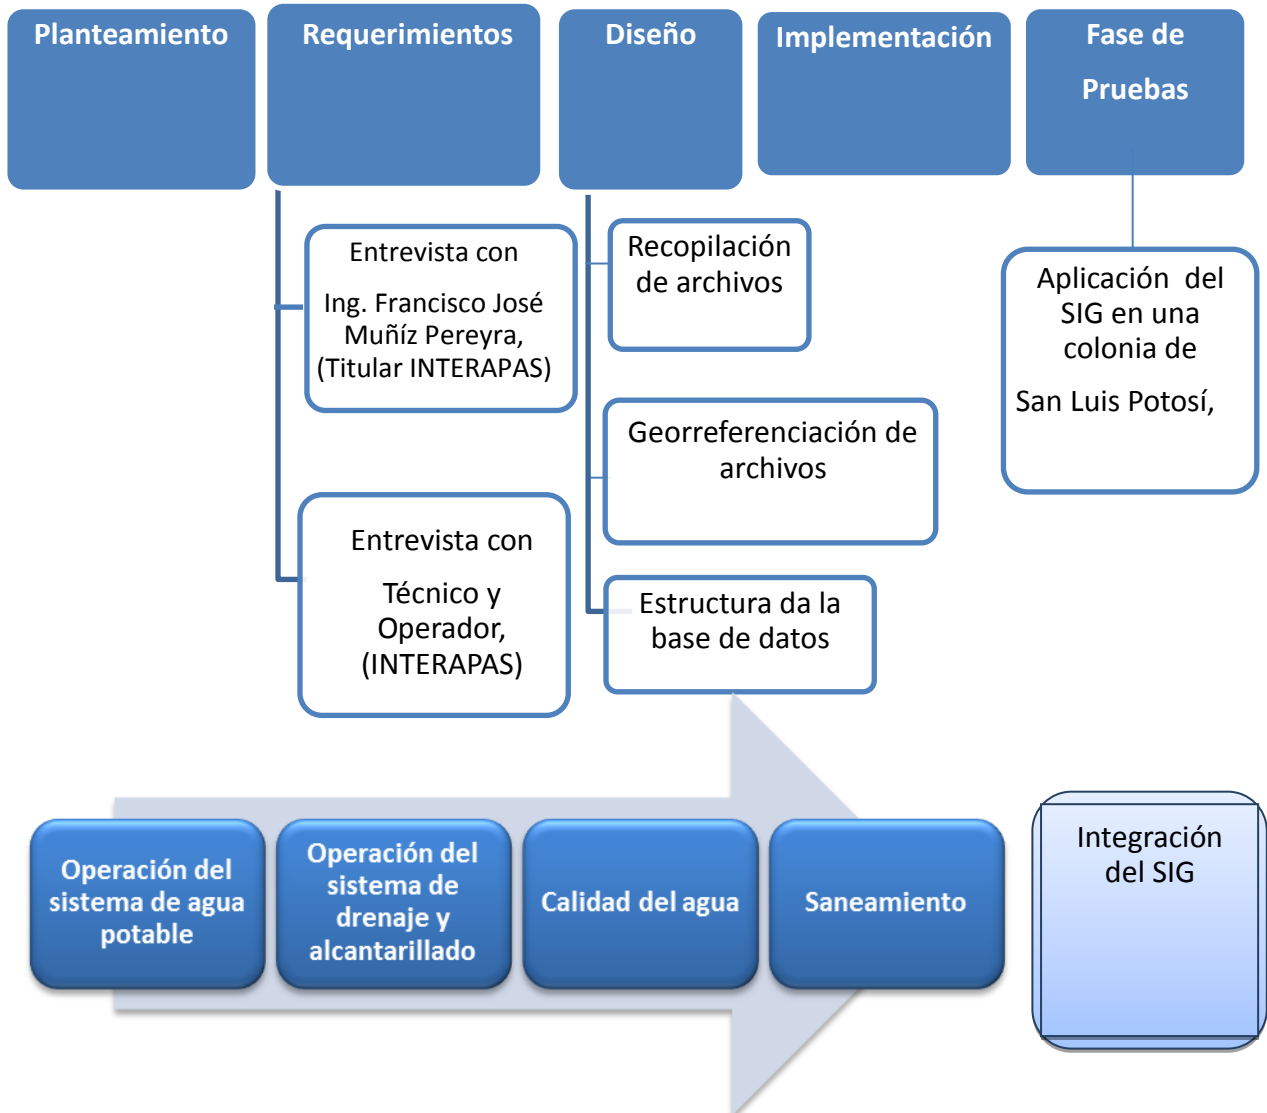 Planteamiento
Requerimientos
Diseño
Implementación
Fase de
Pruebas
Entrevista con
Ing. Francisco José
Muñíz Pereyra,
(Titular INTERAPAS)
Entrevista con
Técnico y
Operador,
(INTERAPAS)
Recopilación
de archivos
Georreferenciación de
archivos
Estructura da la
base de datos
Aplicación del
SIG en una
colonia de
San Luis Potosí,
Operación del
sistema de agua
potable
Operación del
sistema de
drenaje y
alcantarillado
Calidad del agua
Saneamiento
Integración
del SIG